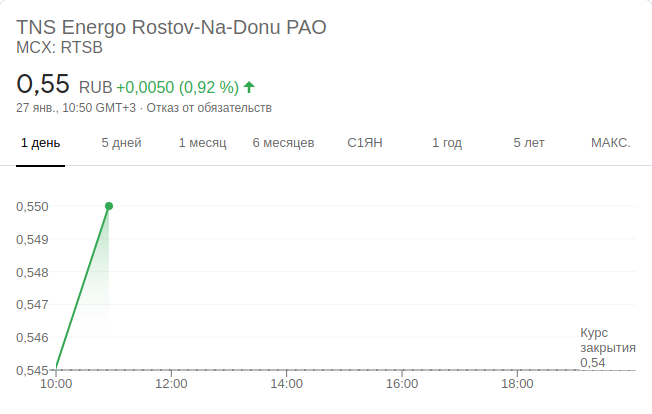 TNS Energo Rostov-Na-Donu PAO
MCX: RTSB
0,55 RUB +0,0050 (0,92 %)
27 янв., 10:50 GMT+3 · Отказ от обязательств
1 день 5 дней 1 месяц 6 месяцев С1ЯН 1 год 5 лет МАКС.
0,550
0,549
0,548
0,547
0,546
0,545
Курс
закрытия
0,54
10:00 12:00 14:00 16:00 18:00